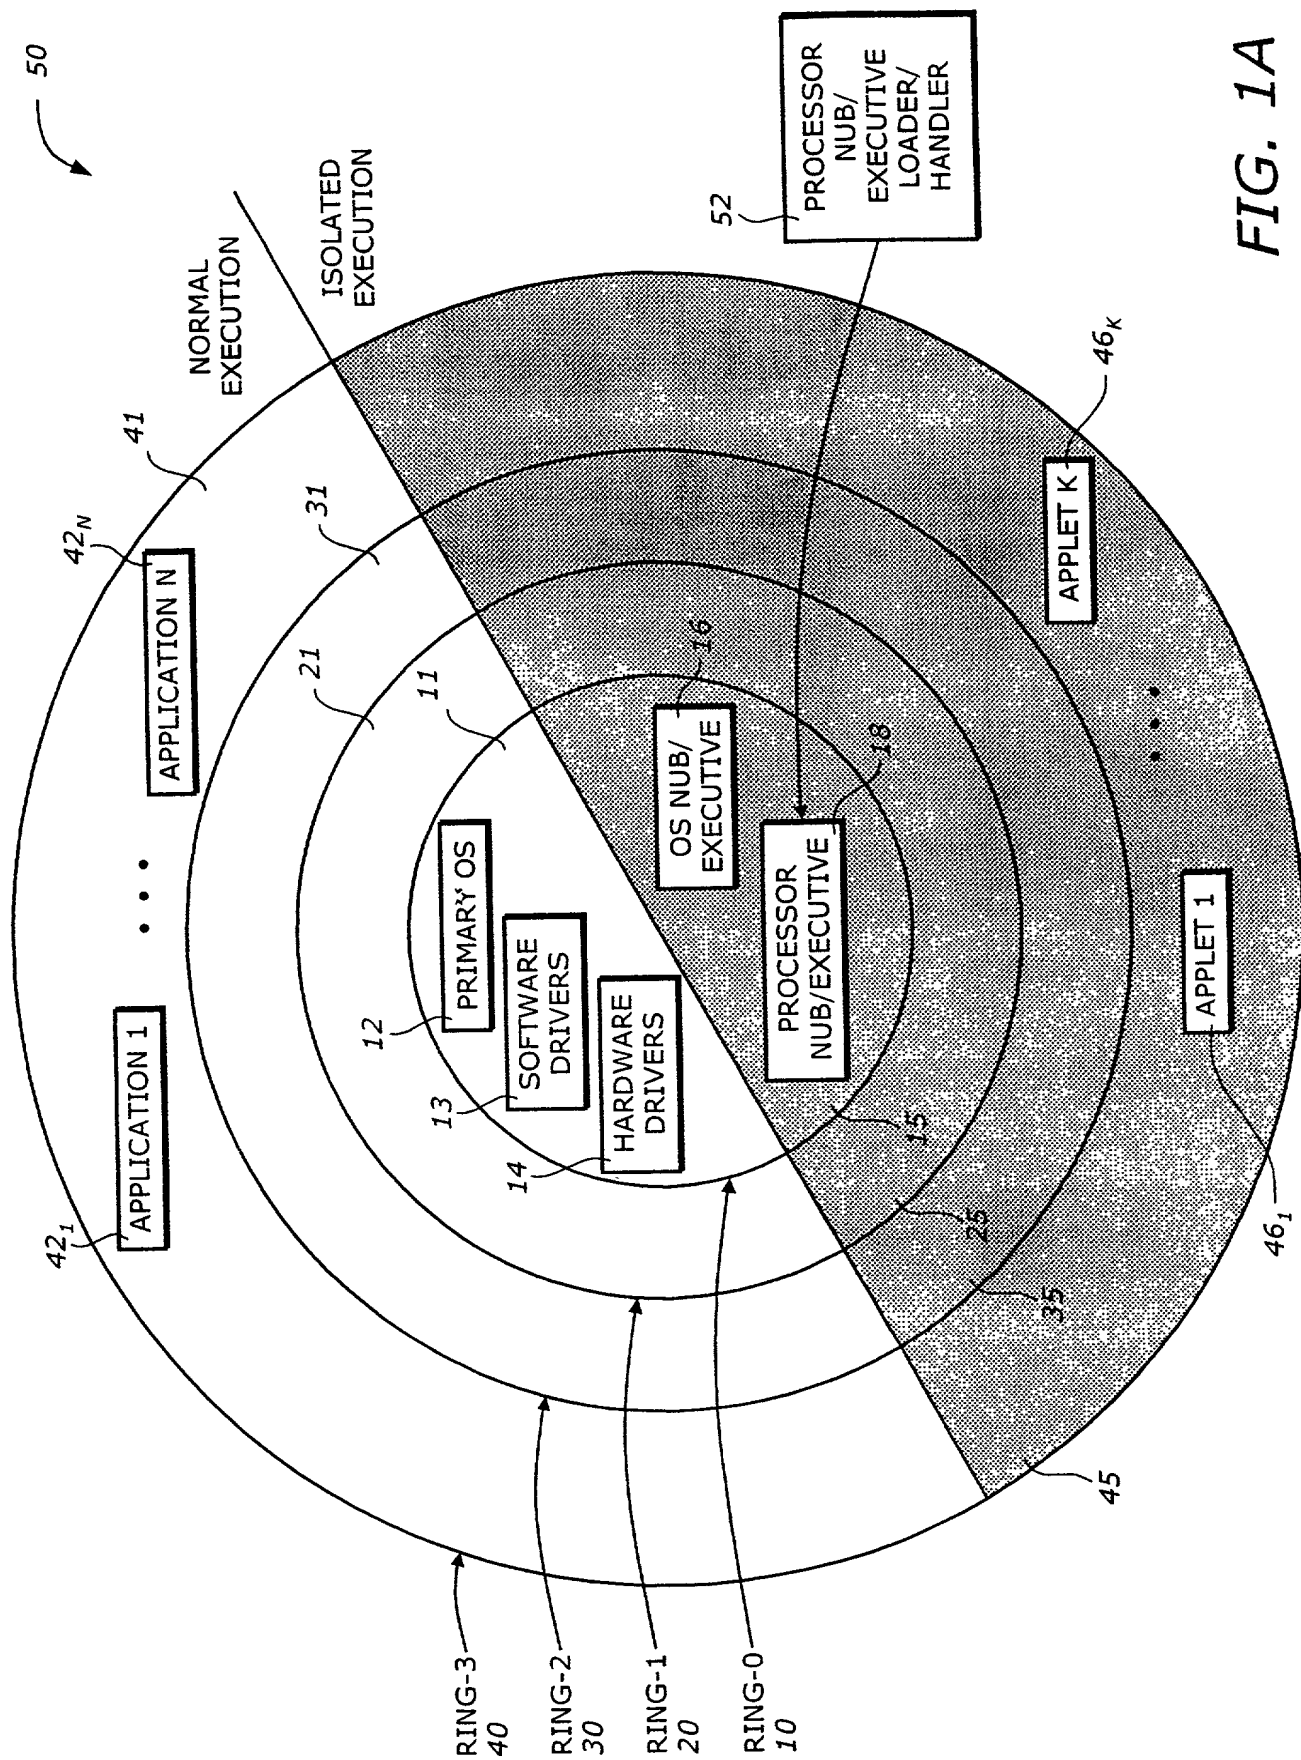 50
NORMAL
EXECUTION
ISOLATED
EXECUTION
41
42N
APPLICATION N
APPLICATION 1
421
31
21
11
12
PRIMARY OS
13
SOFTWARE
DRIVERS
14
HARDWARE
DRIVERS
16
OS NUB/
EXECUTIVE
18
PROCESSOR
NUB/EXECUTIVE
15
25
35
45
52
PROCESSOR
NUB/
EXECUTIVE
LOADER/
HANDLER
46K
APPLET K
APPLET 1
461
RING-3
40
RING-2
30
RING-1
20
RING-0
10
FIG. 1A